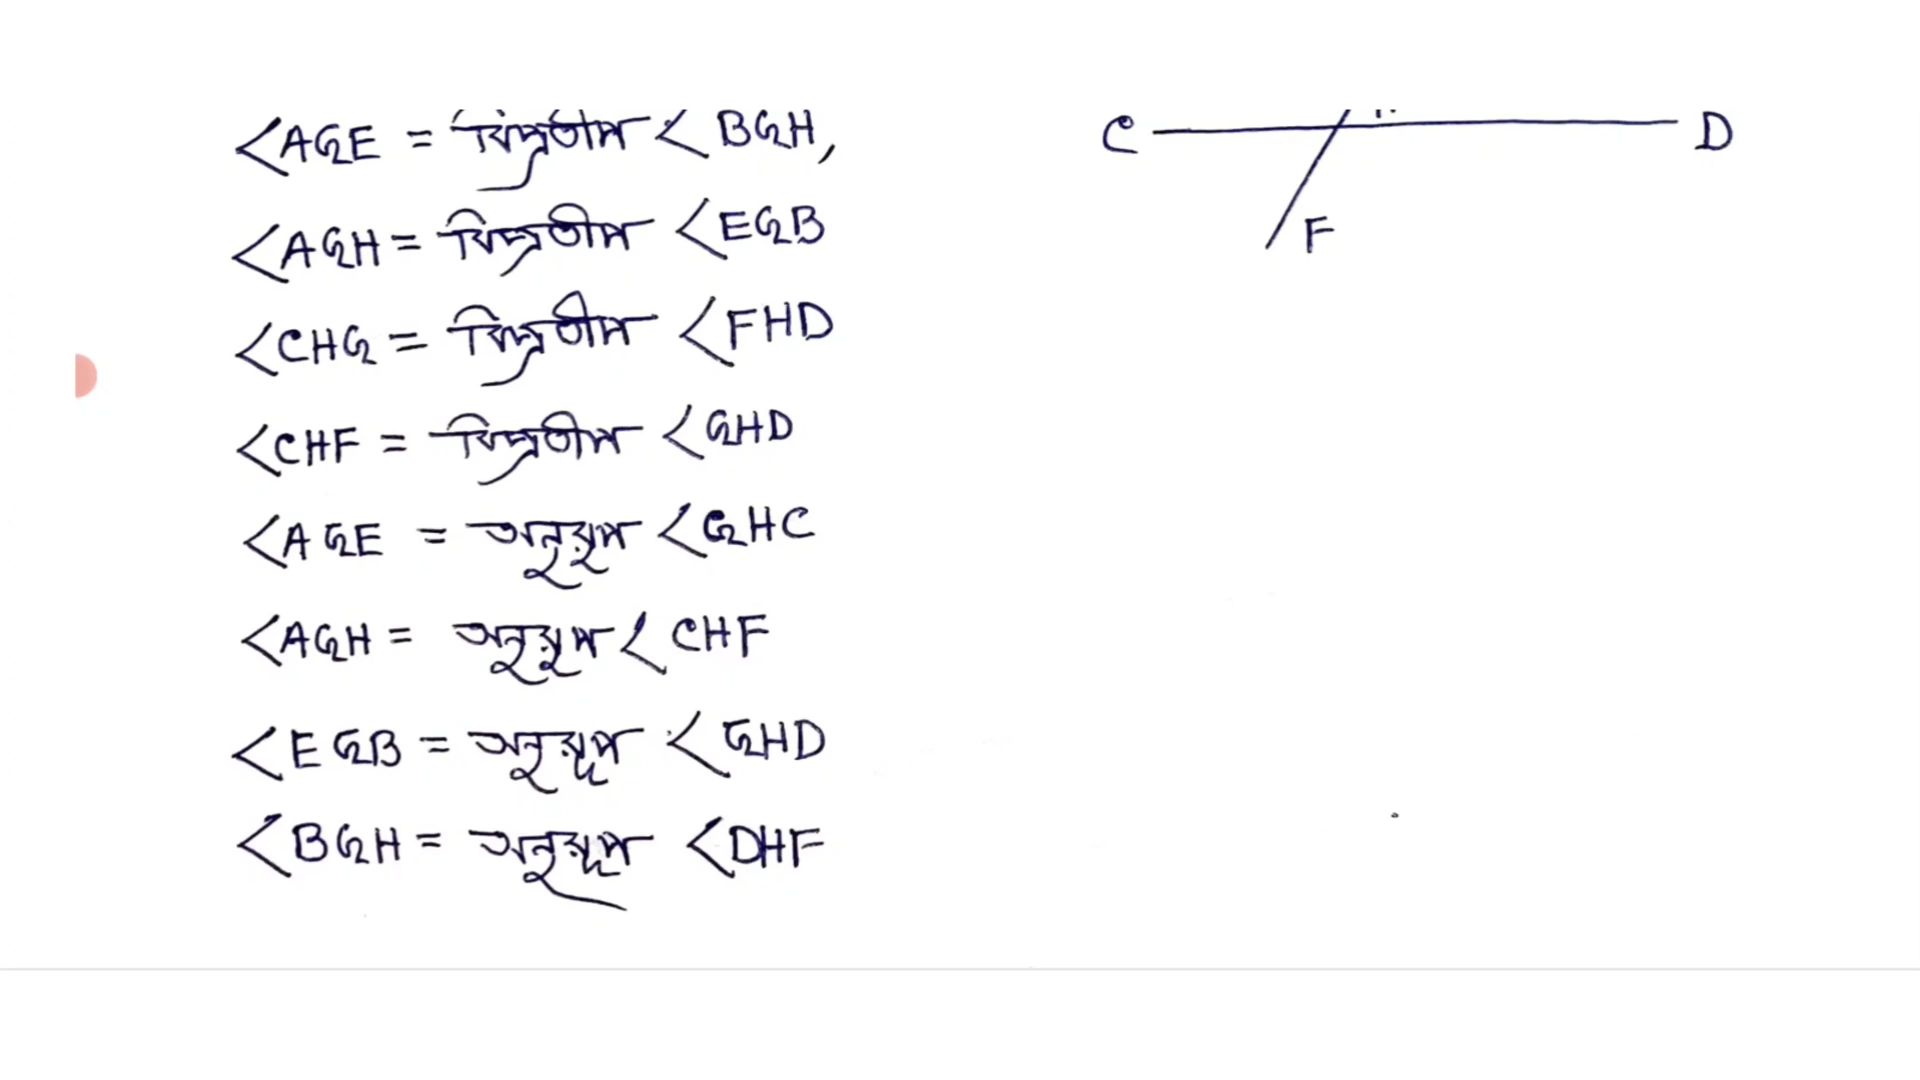 <AGE = বিপ্রতীপ <BGH,
<AGH = বিপ্রতীপ <EGB
<CHG = বিপ্রতীপ <FHD
<CHF = বিপ্রতীপ <GHD
<AGE = অনুরূপ <GHC
<AGH = অনুরূপ <CHF
<EGB = অনুরূপ <GHD
<BGH = অনুরূপ <DHF
C D
F